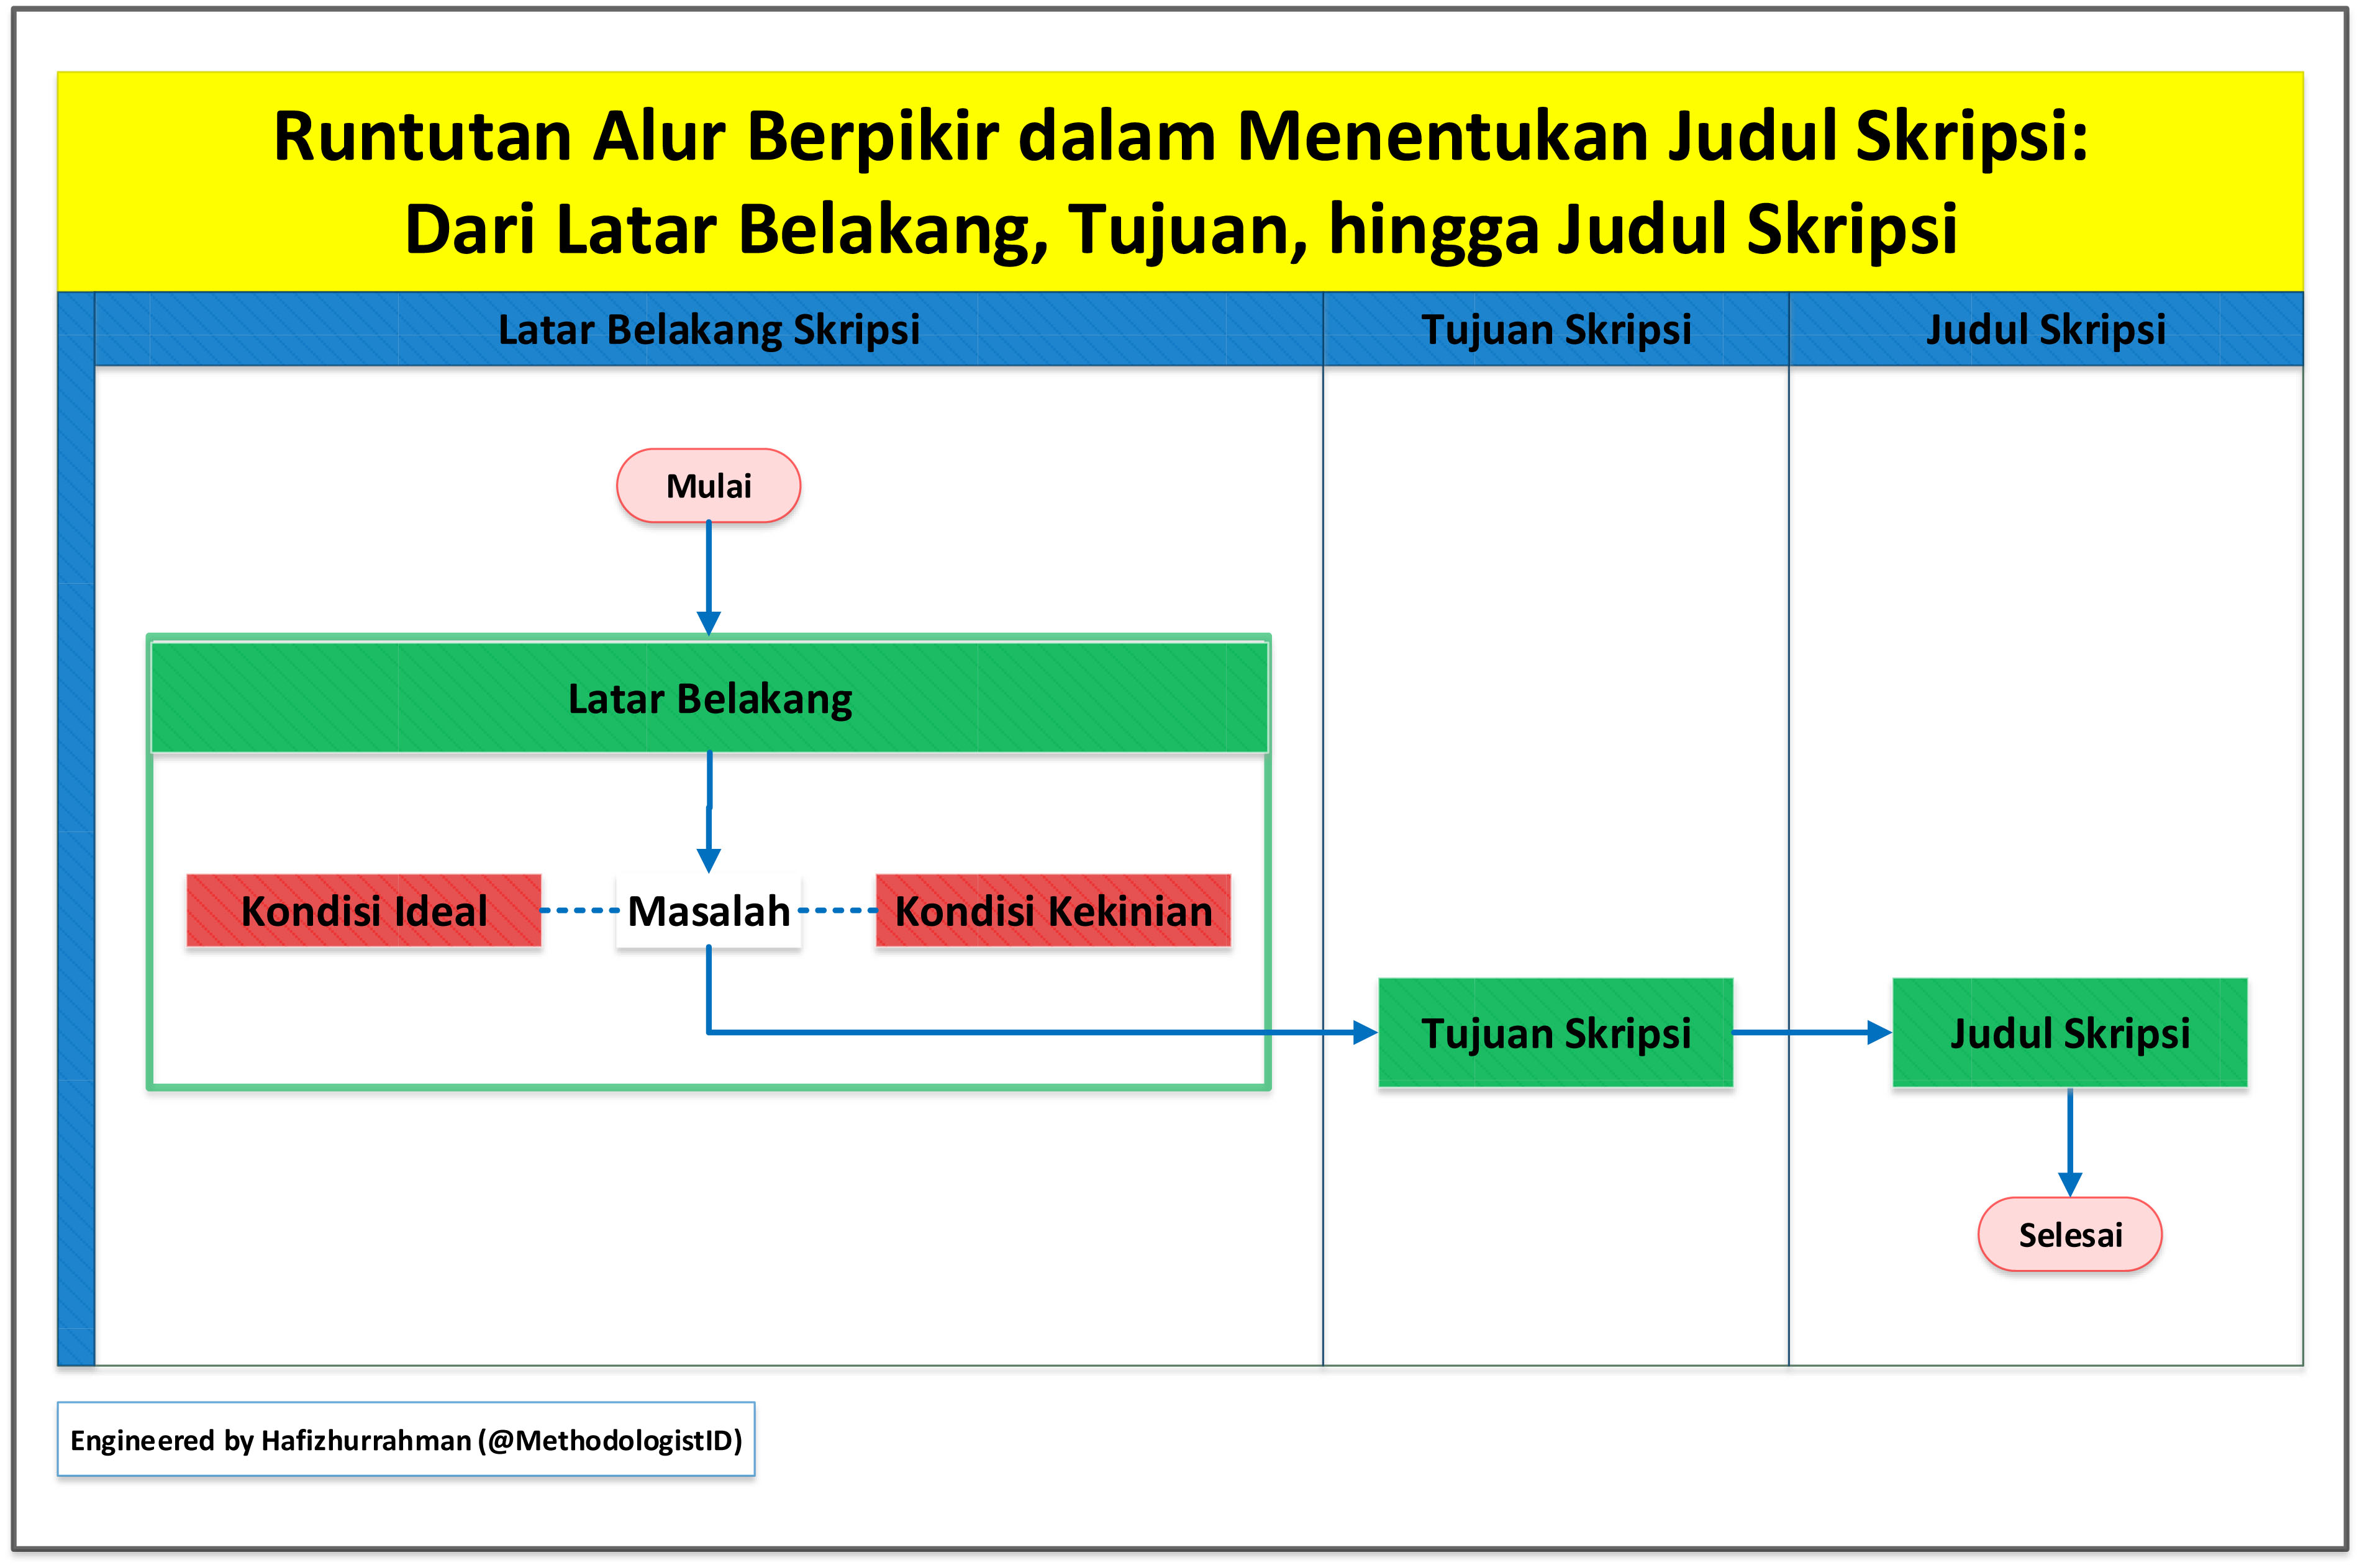 Runtutan Alur Berpikir dalam Menentukan Judul Skripsi:
Dari Latar Belakang, Tujuan, hingga Judul Skripsi
Latar Belakang Skripsi
Tujuan Skripsi
Judul Skripsi
Mulai
Latar Belakang
Kondisi Ideal
Masalah
Kondisi Kekinian
Tujuan Skripsi
Judul Skripsi
Selesai
Engineered by Hafizhurrahman (@MethodologistID)